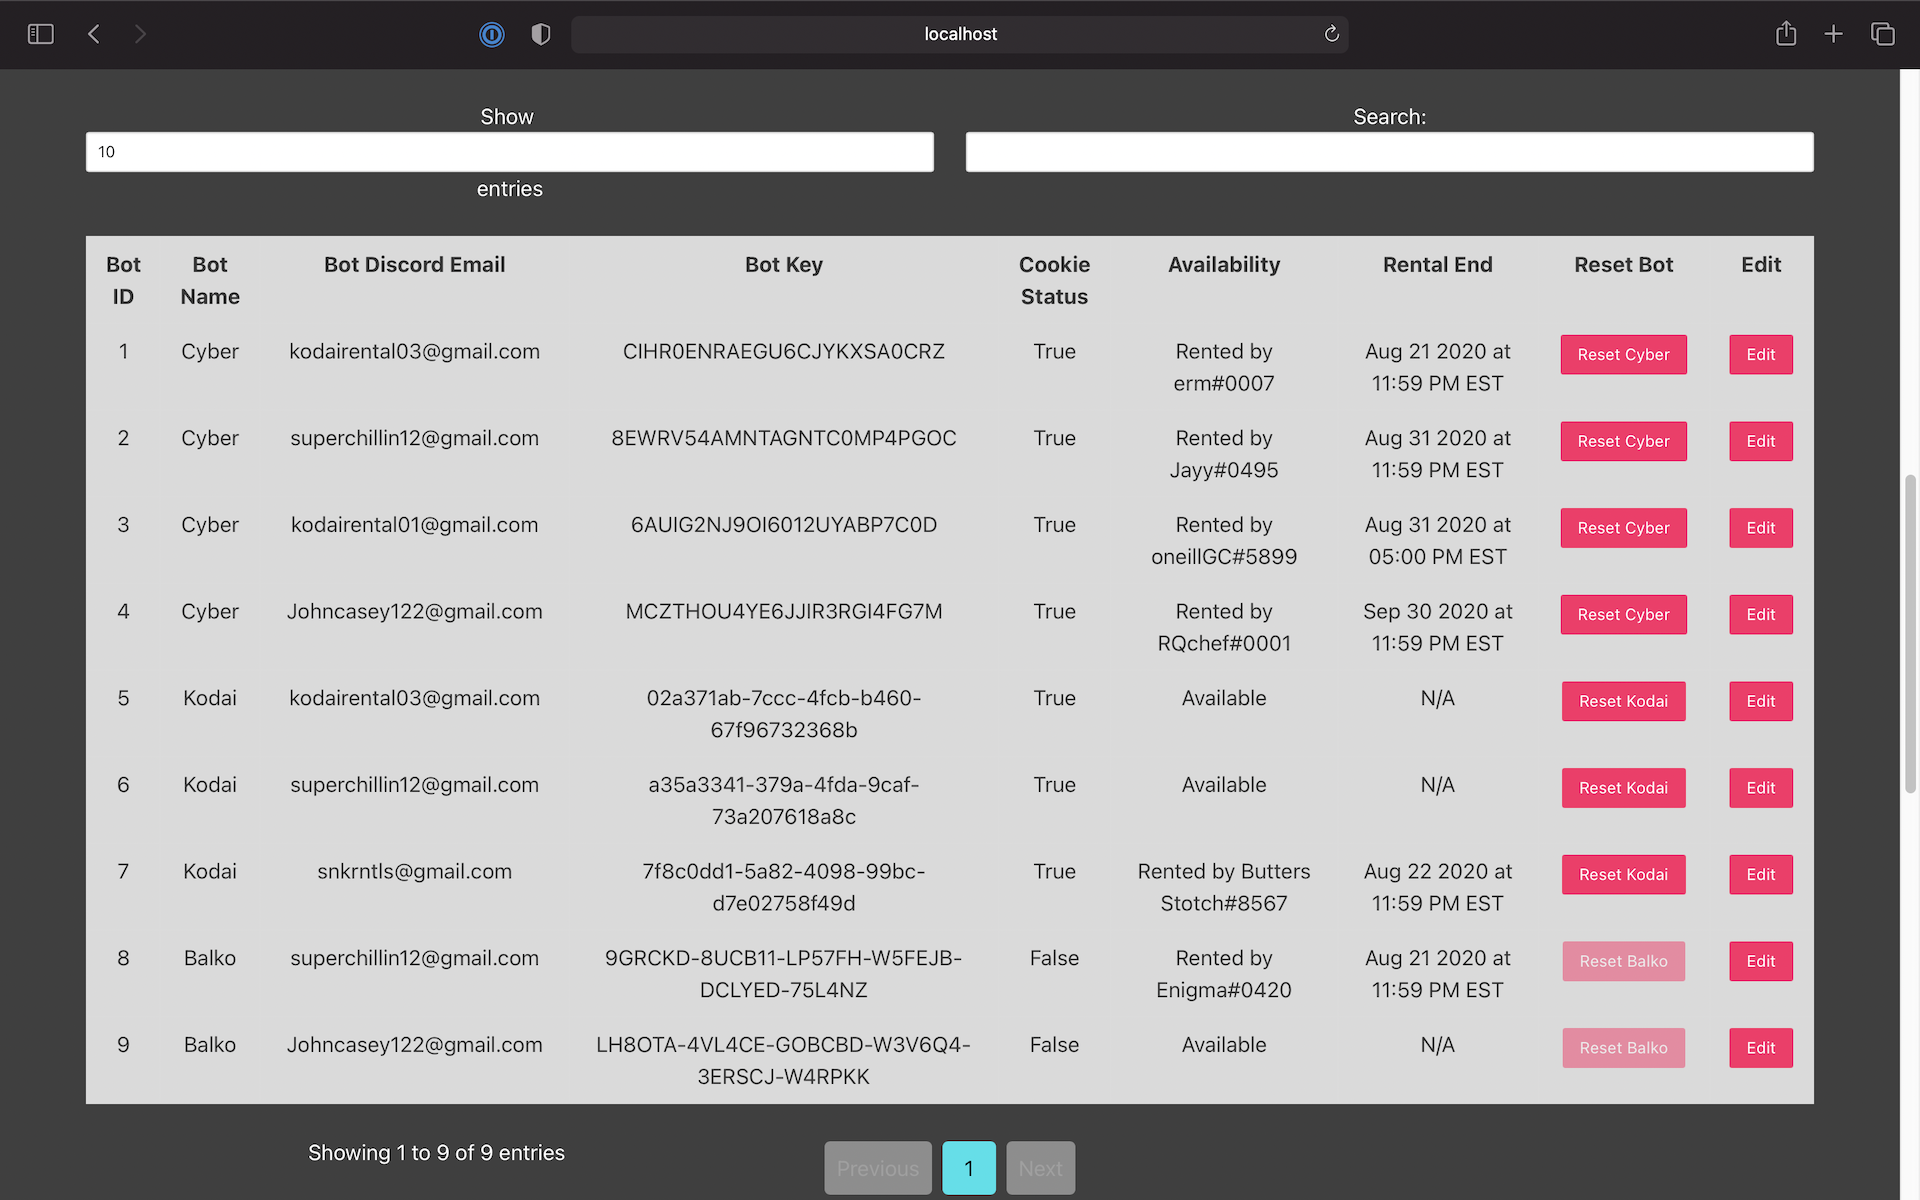 localhost
Show
Search:
10
entries
Bot ID
Bot Name
Bot Discord Email
Bot Key
Cookie Status
Availability
Rental End
Reset Bot
Edit
1 Cyber kodairental03@gmail.com CIHR0ENRAEGU6CJYKXSA0CRZ True Rented by Aug 21 2020 at Reset Cyber Edit
erm#0007 11:59 PM EST
2 Cyber superchillin12@gmail.com 8EWRV54AMNTAGNTC0MP4PGOC True Rented by Aug 31 2020 at Reset Cyber Edit
Jayy#0495 11:59 PM EST
3 Cyber kodairental01@gmail.com 6AUIG2NJ9OI6012UYABP7C0D True Rented by Aug 31 2020 at Reset Cyber Edit
oneillGC#5899 05:00 PM EST
4 Cyber Johncasey122@gmail.com MCZTHOU4YE6JJIR3RGI4FG7M True Rented by Sep 30 2020 at Reset Cyber Edit
RQchef#0001 11:59 PM EST
5 Kodai kodairental03@gmail.com 02a371ab-7ccc-4fcb-b460- True Available N/A Reset Kodai Edit
67f96732368b
6 Kodai superchillin12@gmail.com a35a3341-379a-4fda-9caf- True Available N/A Reset Kodai Edit
73a207618a8c
7 Kodai snkrntls@gmail.com 7f8c0dd1-5a82-4098-99bc- True Rented by Butters Aug 22 2020 at Reset Kodai Edit
d7e02758f49d Stotch#8567 11:59 PM EST
8 Balko superchillin12@gmail.com 9GRCKD-8UCB11-LP57FH-W5FEJB- False Rented by Aug 21 2020 at Reset Balko Edit
DCLYED-75L4NZ Enigma#0420 11:59 PM EST
9 Balko Johncasey122@gmail.com LH8OTA-4VL4CE-GOBCBD-W3V6Q4- False Available N/A Reset Balko Edit
3ERSCJ-W4RPKK
Showing 1 to 9 of 9 entries
Previous 1 Next